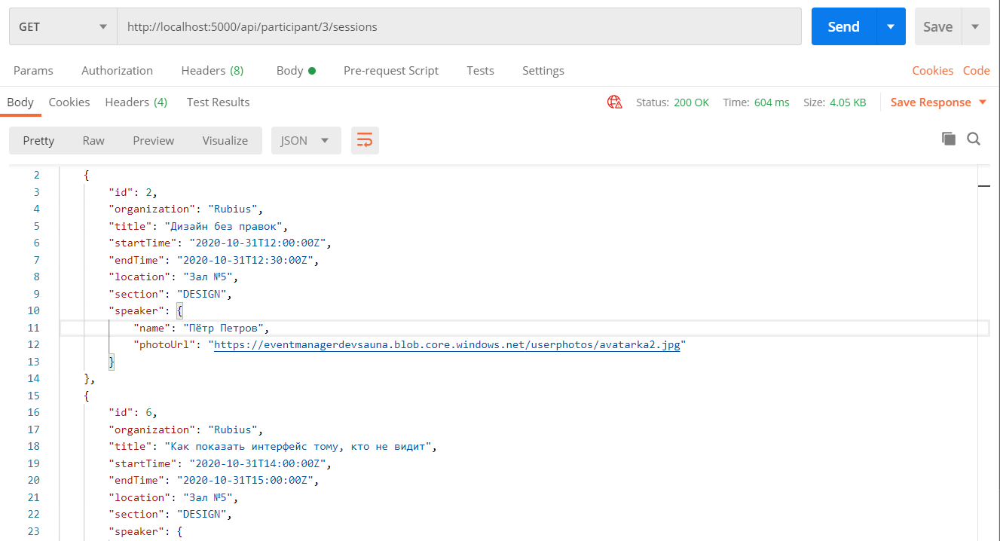 GET http://localhost:5000/api/participant/3/sessions Send Save
Params Authorization Headers (8) Body Pre-request Script Tests Settings Cookies Code
Body Cookies Headers (4) Test Results Status: 200 OK Time: 604 ms Size: 4.05 KB Save Response
Pretty Raw Preview Visualize JSON
2 {
3 "id": 2,
4 "organization": "Rubius",
5 "title": "Дизайн без правок",
6 "startTime": "2020-10-31T12:00:00Z",
7 "endTime": "2020-10-31T12:30:00Z",
8 "location": "Зал №5",
9 "section": "DESIGN",
10 "speaker": {
11 "name": "Пётр Петров",
12 "photoUrl": "https://eventmanagerdevsauna.blob.core.windows.net/userphotos/avatarka2.jpg"
13 }
14 },
15 {
16 "id": 6,
17 "organization": "Rubius",
18 "title": "Как показать интерфейс тому, кто не видит",
19 "startTime": "2020-10-31T14:00:00Z",
20 "endTime": "2020-10-31T15:00:00Z",
21 "location": "Зал №5",
22 "section": "DESIGN",
23 "speaker": {